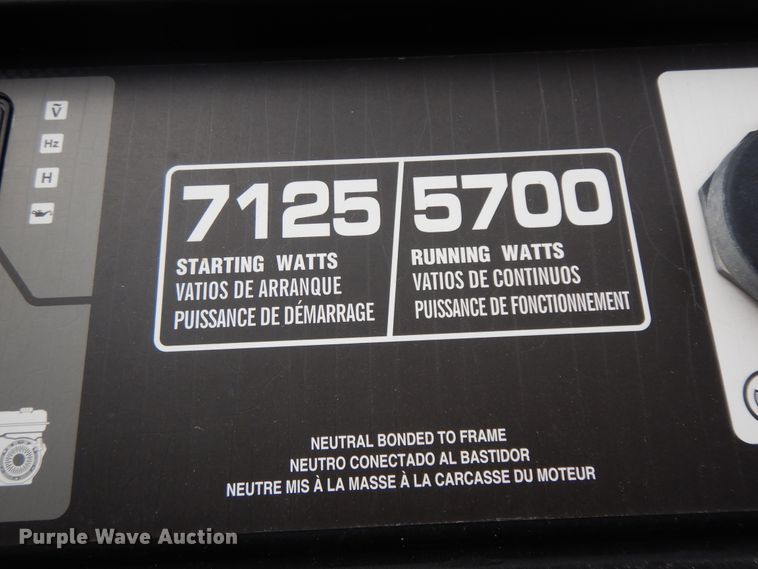 Ṽ
Hz
H
7125
STARTING WATTS
VATIOS DE ARRANQUE
PUISSANCE DE DÉMARRAGE
5700
RUNNING WATTS
VATIOS DE CONTINUOS
PUISSANCE DE FONCTIONNEMENT
NEUTRAL BONDED TO FRAME
NEUTRO CONECTADO AL BASTIDOR
NEUTRE MIS À LA MASSE À LA CARCASSE DU MOTEUR
Purple Wave Auction